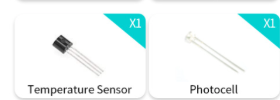 X1
X1
Temperature Sensor
Photocell